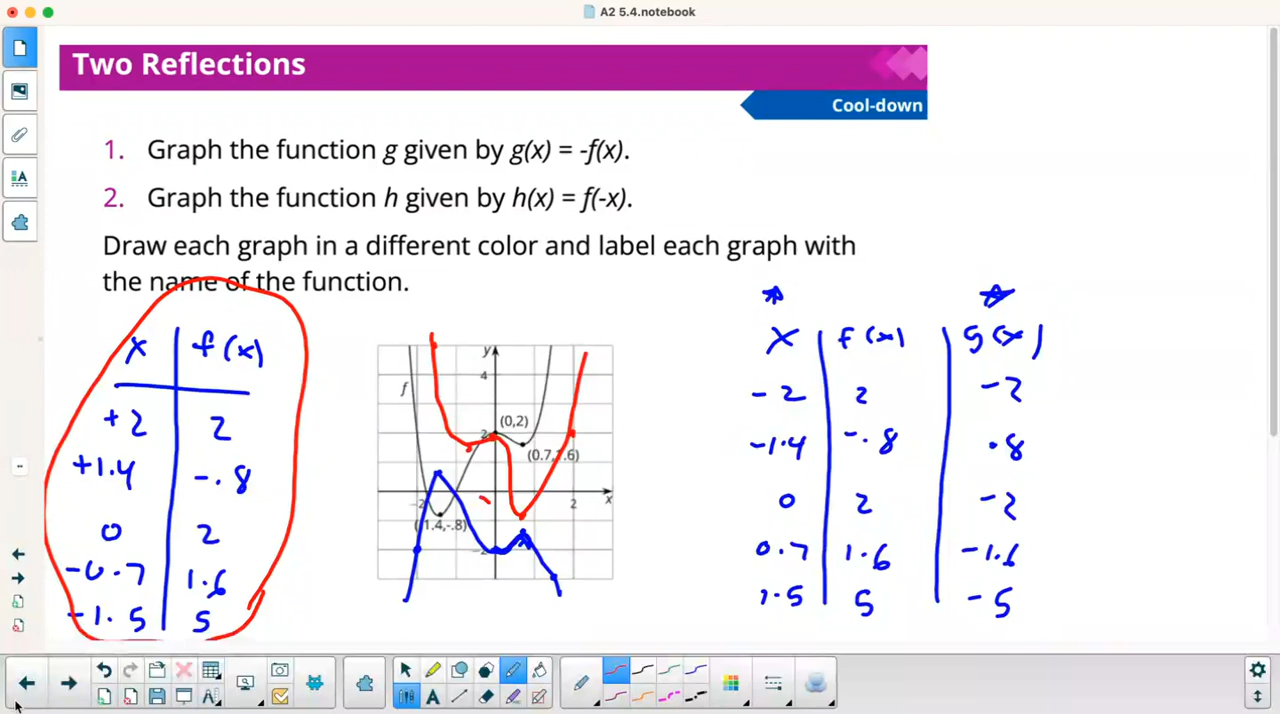 A2 5.4.notebook
Two Reflections
Cool-down
1. Graph the function g given by g(x) = -f(x).
2. Graph the function h given by h(x) = f(-x).
Draw each graph in a different color and label each graph with
the name of the function.
x f(x)
+2 2
+1.4 -.8
0 2
-0.7 1.6
-1.5 5
y
4
f
(0,2)
2
(0.7,1.6)
-2
2
x
(-1.4,-.8)
-2
x f(x) g(x)
-2 2 -2
-1.4 -.8 .8
0 2 -2
0.7 1.6 -1.6
1.5 5 -5
A
A
A